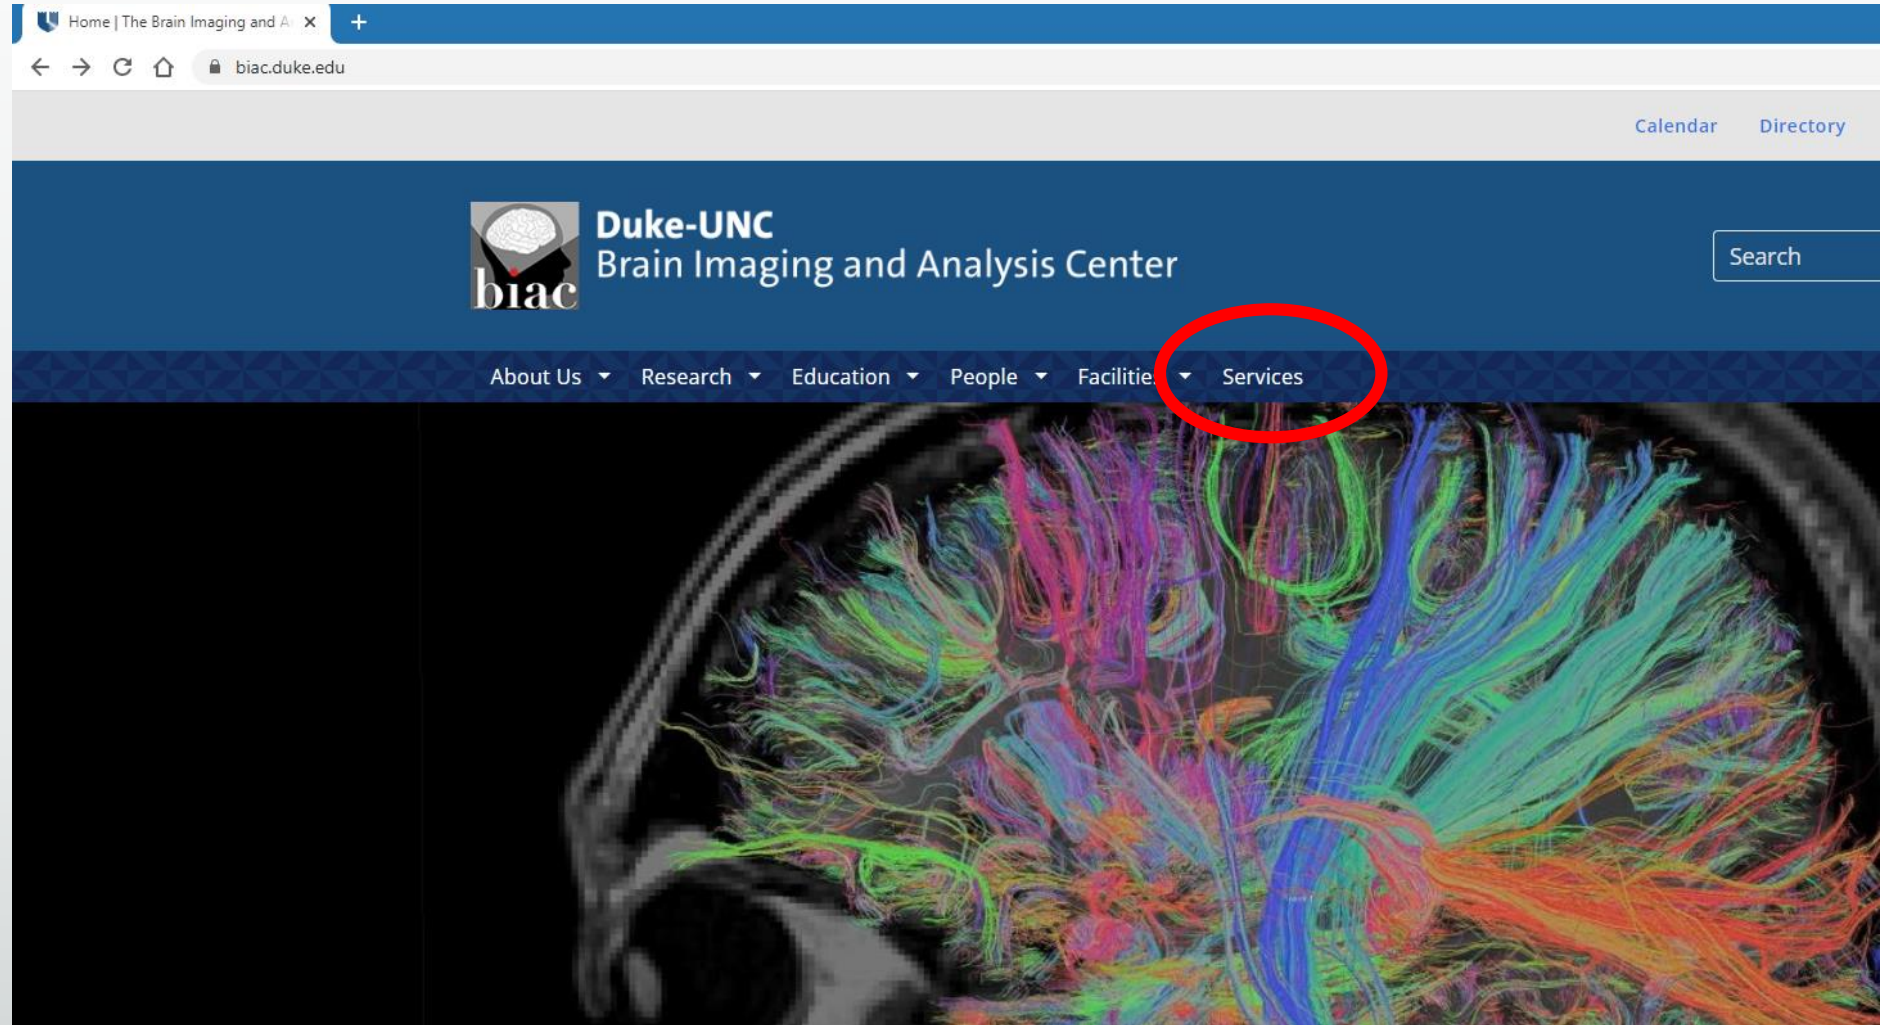 Home | The Brain Imaging and A
biac.duke.edu
Calendar Directory
biac
Duke-UNC
Brain Imaging and Analysis Center
Search
About Us Research Education People Facilities Services